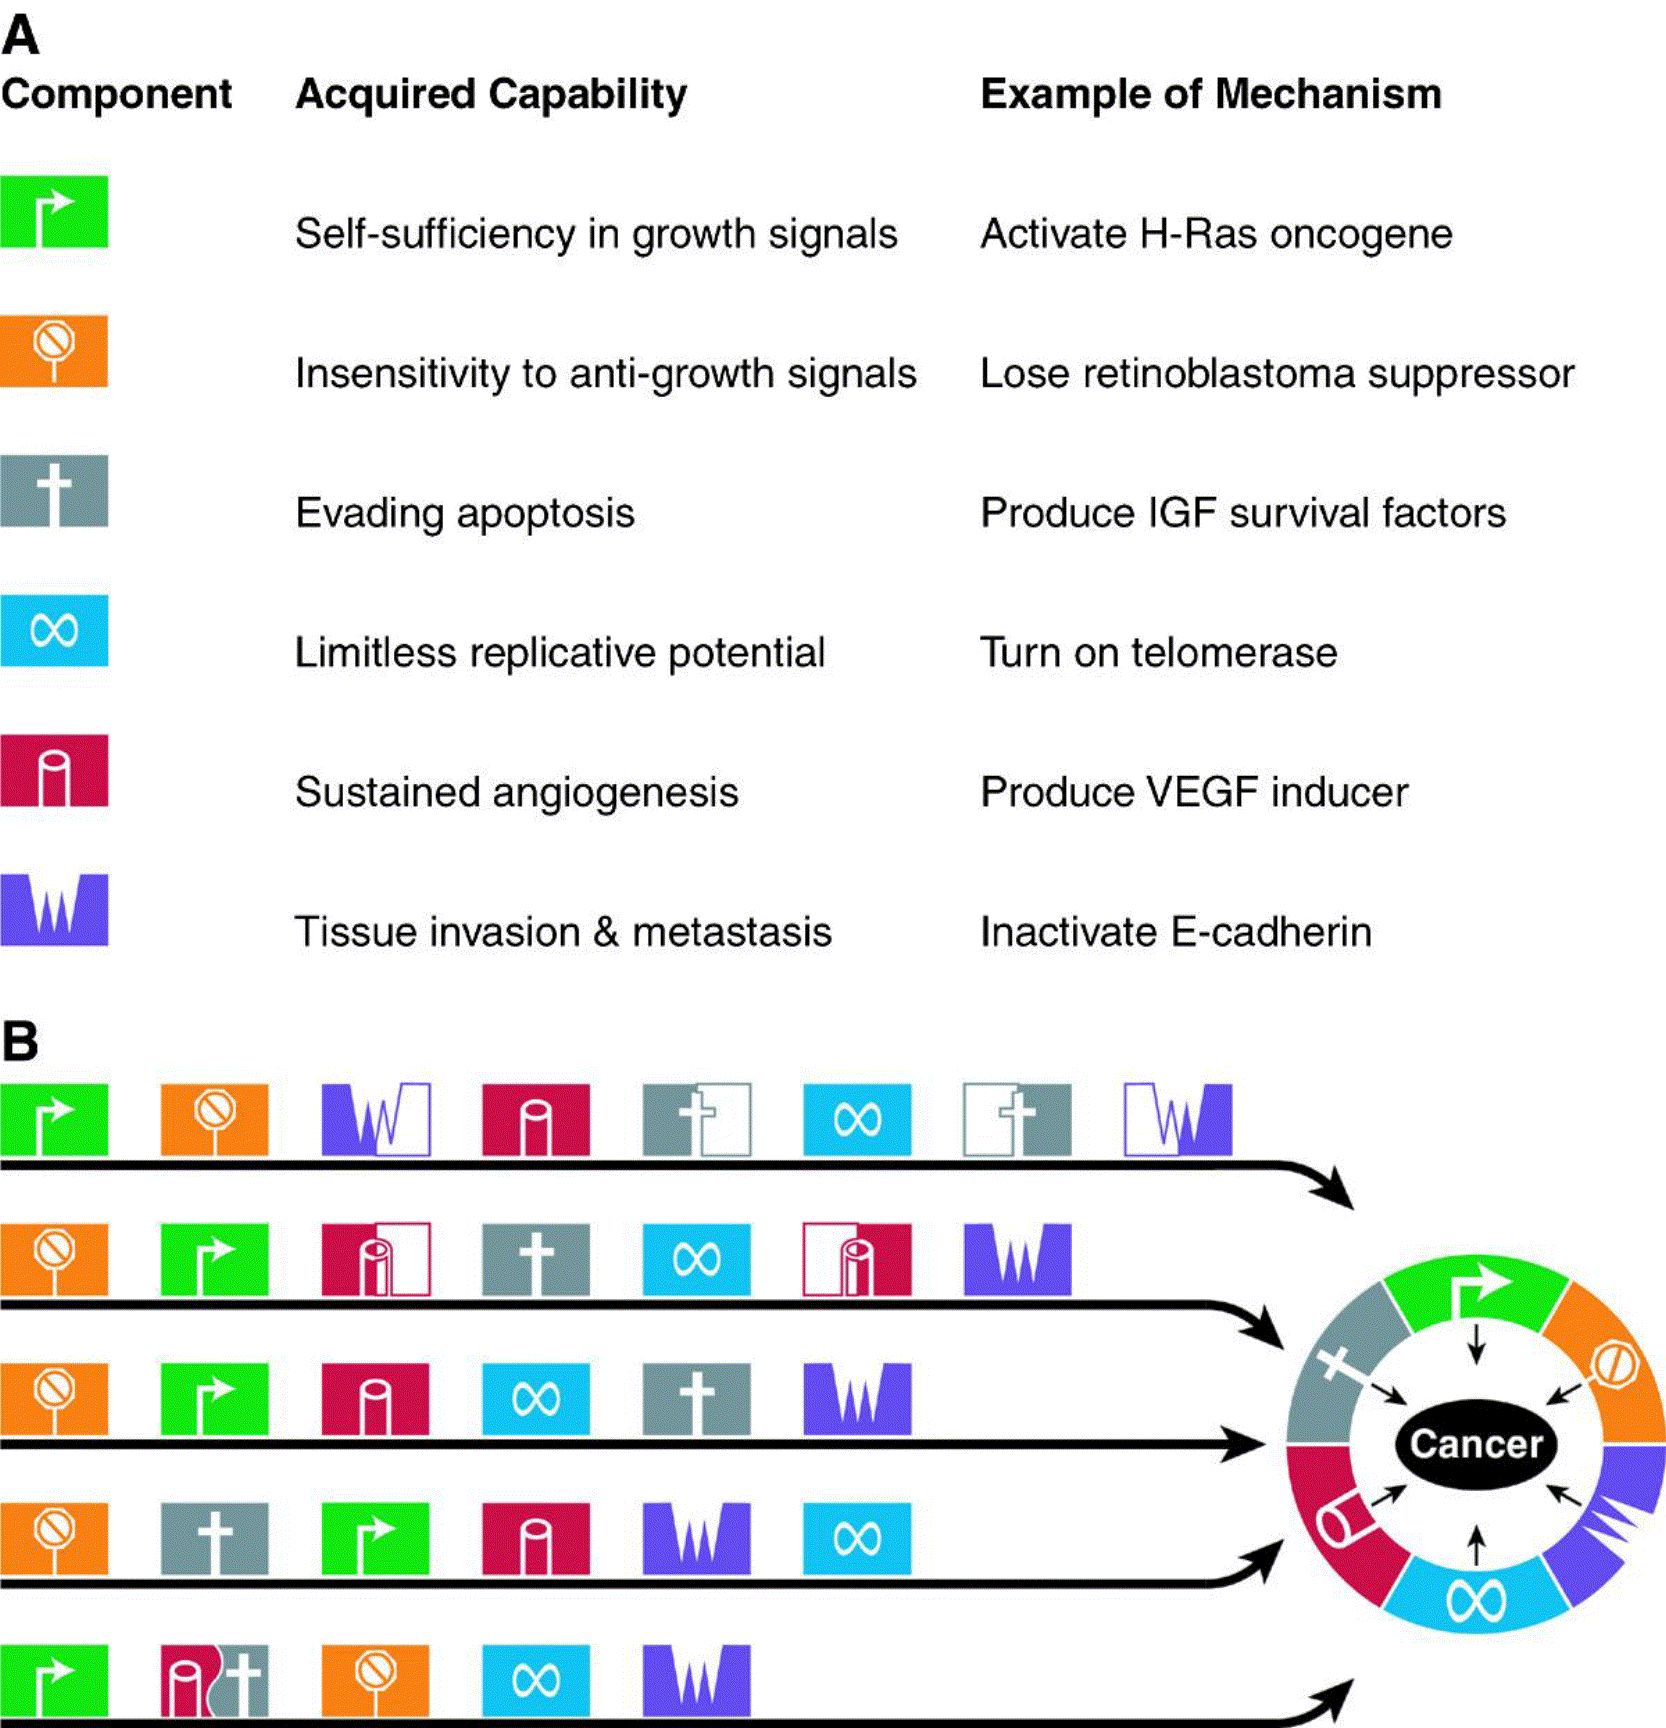 A
Component Acquired Capability Example of Mechanism
Self-sufficiency in growth signals Activate H-Ras oncogene
Insensitivity to anti-growth signals Lose retinoblastoma suppressor
Evading apoptosis Produce IGF survival factors
Limitless replicative potential Turn on telomerase
Sustained angiogenesis Produce VEGF inducer
Tissue invasion & metastasis Inactivate E-cadherin
B
Cancer